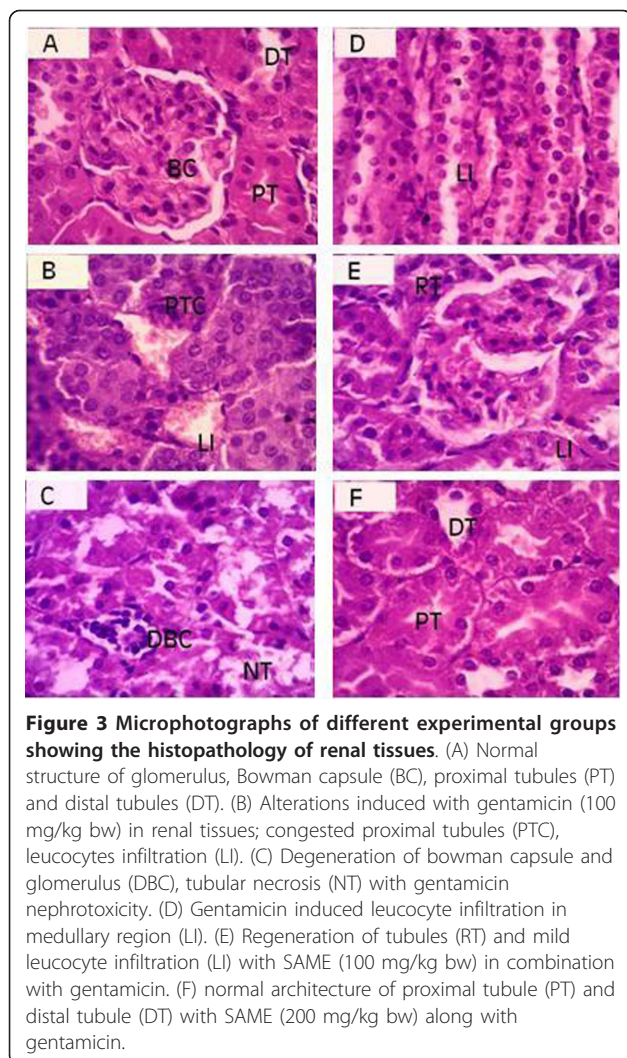 A
DT
BC
PT
D
LI
B
PTC
LI
E
RT
LI
C
DBC
NT
F
DT
PT
Figure 3 Microphotographs of different experimental groups
showing the histopathology of renal tissues. (A) Normal
structure of glomerulus, Bowman capsule (BC), proximal tubules (PT)
and distal tubules (DT). (B) Alterations induced with gentamicin (100
mg/kg bw) in renal tissues; congested proximal tubules (PTC),
leucocytes infiltration (LI). (C) Degeneration of bowman capsule and
glomerulus (DBC), tubular necrosis (NT) with gentamicin
nephrotoxicity. (D) Gentamicin induced leucocyte infiltration in
medullary region (LI). (E) Regeneration of tubules (RT) and mild
leucocyte infiltration (LI) with SAME (100 mg/kg bw) in combination
with gentamicin. (F) normal architecture of proximal tubule (PT) and
distal tubule (DT) with SAME (200 mg/kg bw) along with
gentamicin.